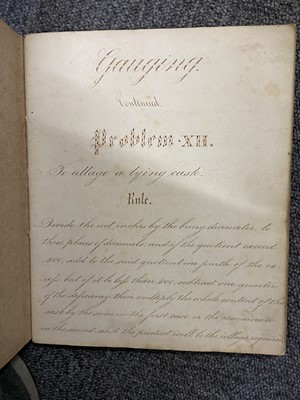 Gauging.
Continued
Problem XII.
To ullage a lying cask.
Rule.
Divide the wet inches by the bung diameter, to
three places of decimals and if the quotient exceed
.500, add to the said quotient one fourth of the ex-
cess, but if it be less than .500, subtract one quarter
of the deficiency then multiply the whole content of the
cask by the sum in the first case or the remainder
in the second, and the product will be the ullage required